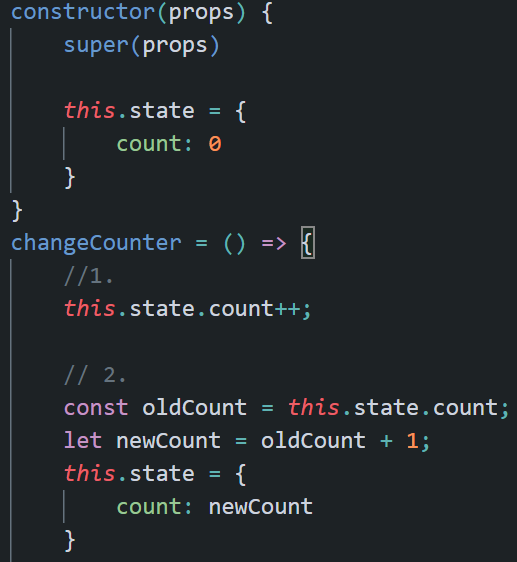 constructor(props) {
super(props)
this.state = {
count: 0
}
}
changeCounter = () => {
//1.
this.state.count++;
// 2.
const oldCount = this.state.count;
let newCount = oldCount + 1;
this.state = {
count: newCount
}